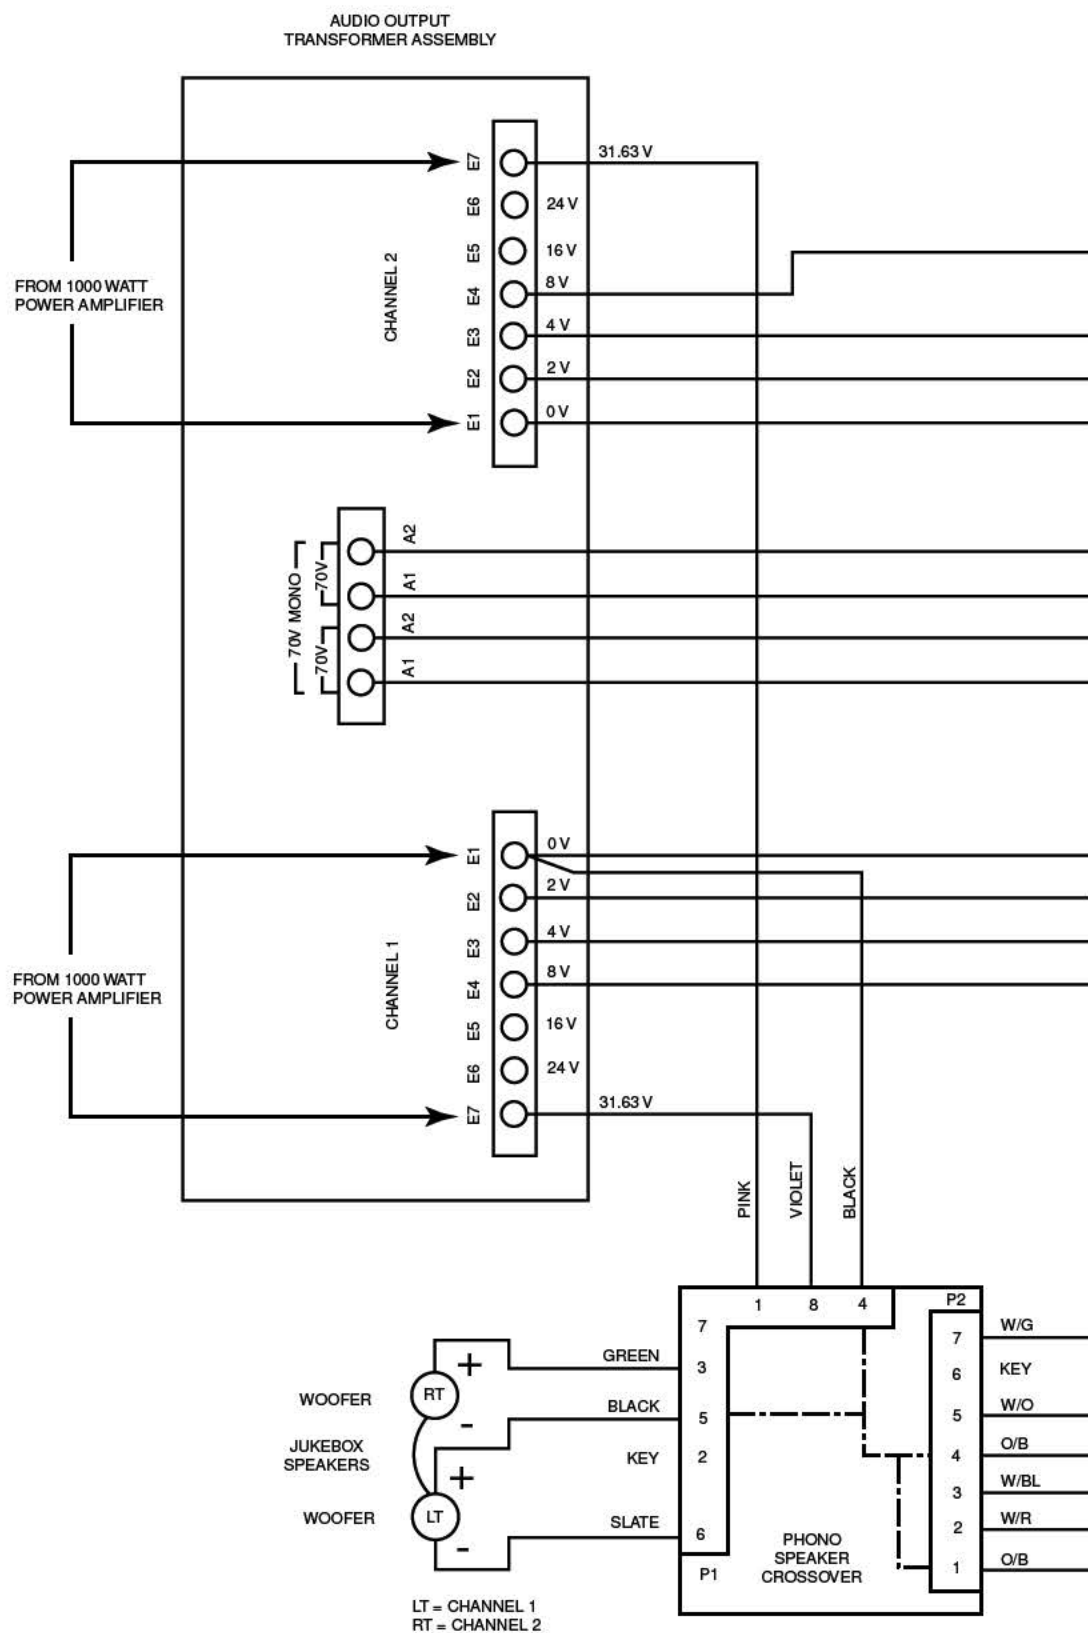 AUDIO OUTPUT
TRANSFORMER ASSEMBLY
E7
31.63 V
E6
24 V
E5
16 V
E4
8 V
E3
4 V
E2
2 V
E1
0 V
CHANNEL 2
FROM 1000 WATT
POWER AMPLIFIER
70V MONO
70V
70V
A2
A1
A2
A1
E1
0 V
E2
2 V
E3
4 V
E4
8 V
E5
16 V
E6
24 V
E7
31.63 V
CHANNEL 1
FROM 1000 WATT
POWER AMPLIFIER
PINK
VIOLET
BLACK
1
8
4
P2
7
3
5
2
6
P1
GREEN
BLACK
KEY
SLATE
WOOFER
RT
+
-
JUKEBOX
SPEAKERS
WOOFER
LT
+
-
PHONO
SPEAKER
CROSSOVER
7
W/G
6
KEY
5
W/O
4
O/B
3
W/BL
2
W/R
1
O/B
LT = CHANNEL 1
RT = CHANNEL 2